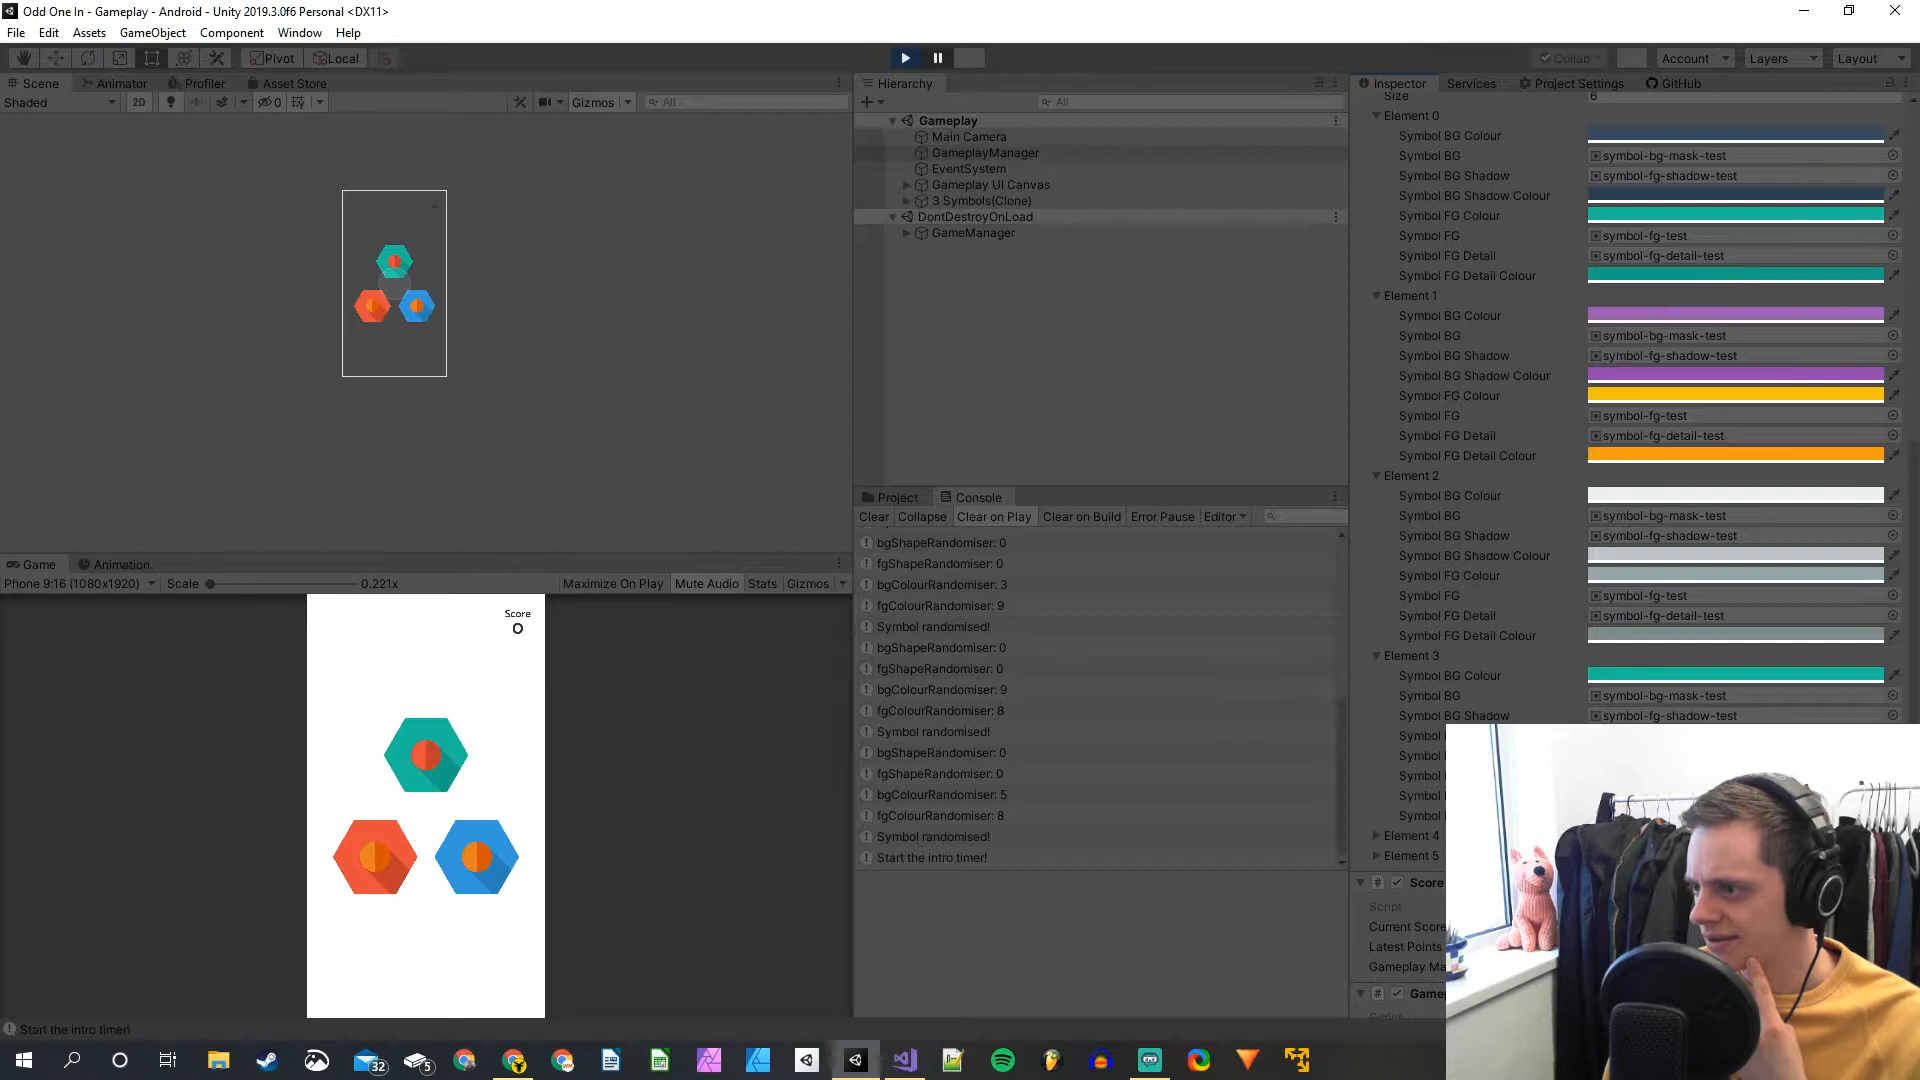 Odd One In - Gameplay - Android - Unity 2019.3.0f6 Personal <DX11>
File Edit Assets GameObject Component Window Help
Pivot Local Collab Account Layers Layout
Scene Animator Profiler Asset Store
Shaded 2D 0 Gizmos All
Hierarchy
All
Gameplay
Main Camera
GameplayManager
EventSystem
Gameplay UI Canvas
3 Symbols(Clone)
DontDestroyOnLoad
GameManager
Project Console
Clear Collapse Clear on Play Clear on Build Error Pause Editor
bgShapeRandomiser: 0
fgShapeRandomiser: 0
bgColourRandomiser: 3
fgColourRandomiser: 9
Symbol randomised!
bgShapeRandomiser: 0
fgShapeRandomiser: 0
bgColourRandomiser: 9
fgColourRandomiser: 8
Symbol randomised!
bgShapeRandomiser: 0
fgShapeRandomiser: 0
bgColourRandomiser: 5
fgColourRandomiser: 8
Symbol randomised!
Start the intro timer!
Game Animation
Phone 9:16 (1080x1920) Scale 0.221x Maximize On Play Mute Audio Stats Gizmos
Score
0
Start the intro timer!
Inspector Services Project Settings GitHub
Size 6
Element 0
Symbol BG Colour
Symbol BG symbol-bg-mask-test
Symbol BG Shadow symbol-fg-shadow-test
Symbol BG Shadow Colour
Symbol FG Colour
Symbol FG symbol-fg-test
Symbol FG Detail symbol-fg-detail-test
Symbol FG Detail Colour
Element 1
Symbol BG Colour
Symbol BG symbol-bg-mask-test
Symbol BG Shadow symbol-fg-shadow-test
Symbol BG Shadow Colour
Symbol FG Colour
Symbol FG symbol-fg-test
Symbol FG Detail symbol-fg-detail-test
Symbol FG Detail Colour
Element 2
Symbol BG Colour
Symbol BG symbol-bg-mask-test
Symbol BG Shadow symbol-fg-shadow-test
Symbol BG Shadow Colour
Symbol FG Colour
Symbol FG symbol-fg-test
Symbol FG Detail symbol-fg-detail-test
Symbol FG Detail Colour
Element 3
Symbol BG Colour
Symbol BG symbol-bg-mask-test
Symbol BG Shadow symbol-fg-shadow-test
Symbol B
Symbol F
Symbol F
Symbol F
Symbol F
Element 4
Element 5
Score
Script
Current Score
Latest Points
Gameplay Ma
Gamep
32 5